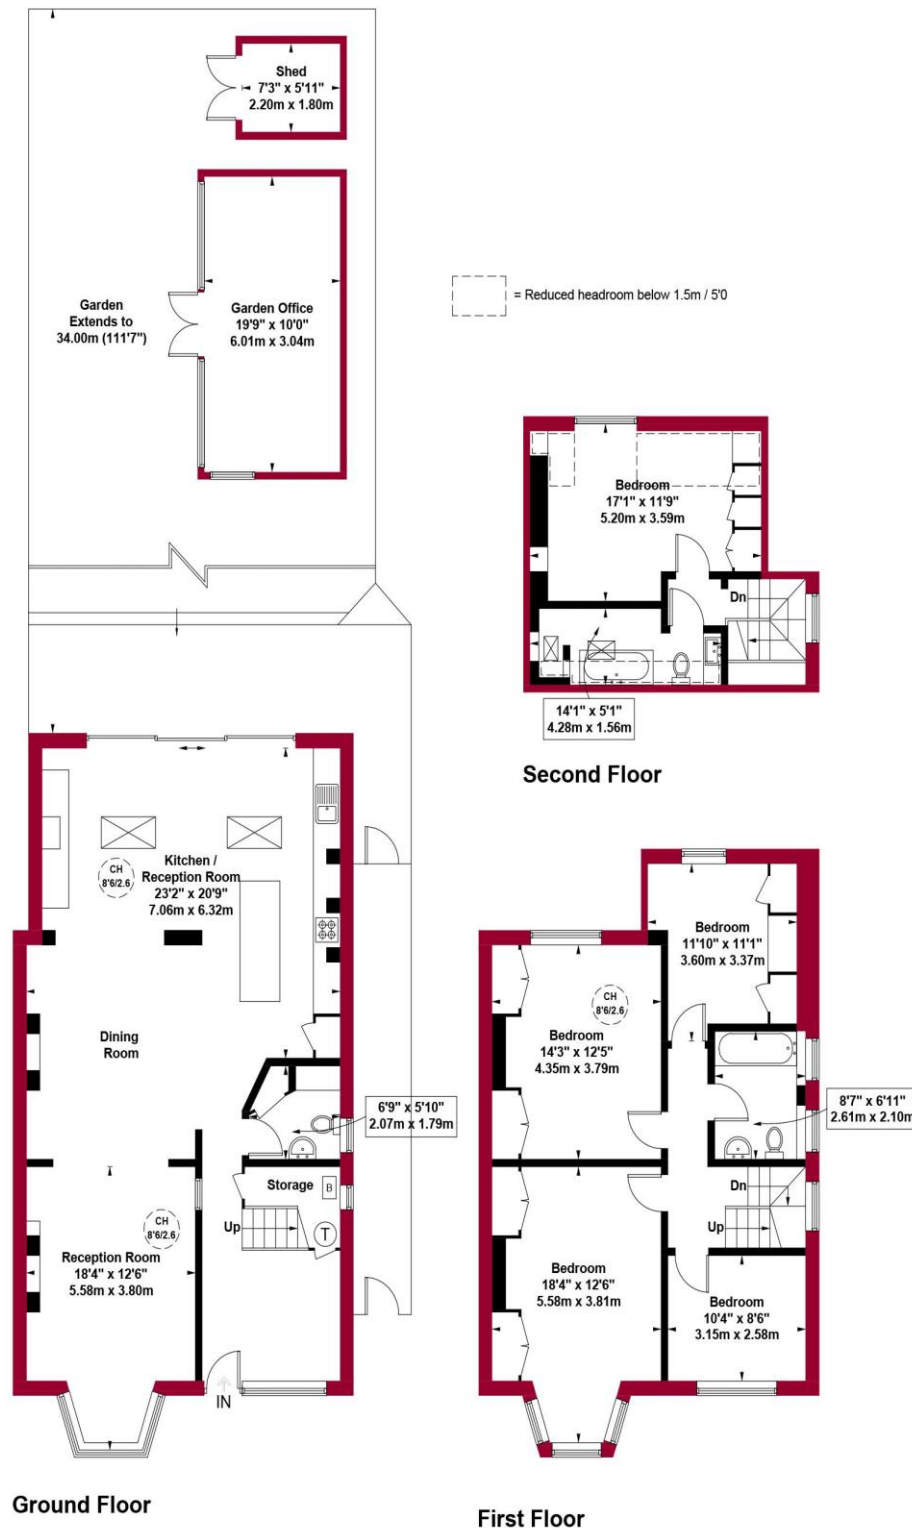 Shed
7'3" x 5'11"
2.20m x 1.80m
Garden
Extends to
34.00m (111'7")
Garden Office
19'9" x 10'0"
6.01m x 3.04m
= Reduced headroom below 1.5m / 5'0
Bedroom
17'1" x 11'9"
5.20m x 3.59m
Dn
14'1" x 5'1"
4.28m x 1.56m
Second Floor
Kitchen /
Reception Room
23'2" x 20'9"
7.06m x 6.32m
CH
8'6/2.6
Dining
Room
6'9" x 5'10"
2.07m x 1.79m
Storage
B
Up
T
CH
8'6/2.6
Reception Room
18'4" x 12'6"
5.58m x 3.80m
IN
Ground Floor
Bedroom
11'10" x 11'1"
3.60m x 3.37m
CH
8'6/2.6
Bedroom
14'3" x 12'5"
4.35m x 3.79m
8'7" x 6'11"
2.61m x 2.10m
Dn
Up
Bedroom
18'4" x 12'6"
5.58m x 3.81m
Bedroom
10'4" x 8'6"
3.15m x 2.58m
First Floor